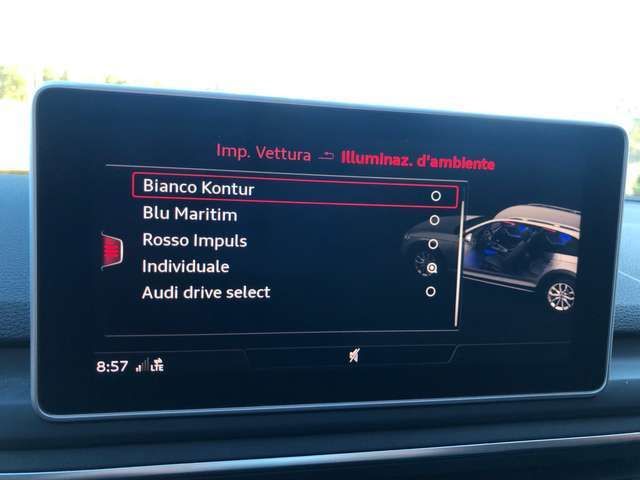 Imp. Vettura Illuminaz. d'ambiente
Bianco Kontur
Blu Maritim
Rosso Impuls
Individuale
Audi drive select
8:57 LTE